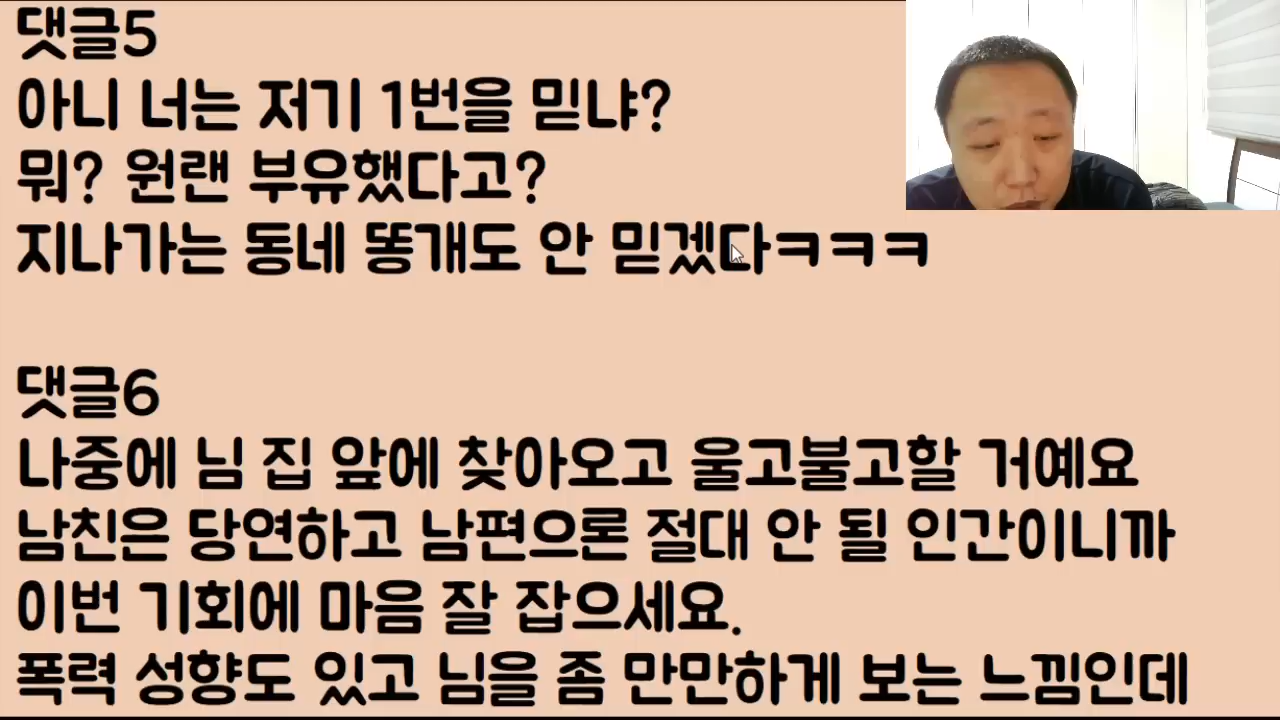 댓글5
아니 너는 저기 1번을 믿냐?
뭐? 원랜 부유했다고?
지나가는 동네 똥개도 안 믿겠다ㅋㅋㅋ
댓글6
나중에 님 집 앞에 찾아오고 울고불고할 거예요
남친은 당연하고 남편으론 절대 안 될 인간이니까
이번 기회에 마음 잘 잡으세요.
폭력 성향도 있고 님을 좀 만만하게 보는 느낌인데